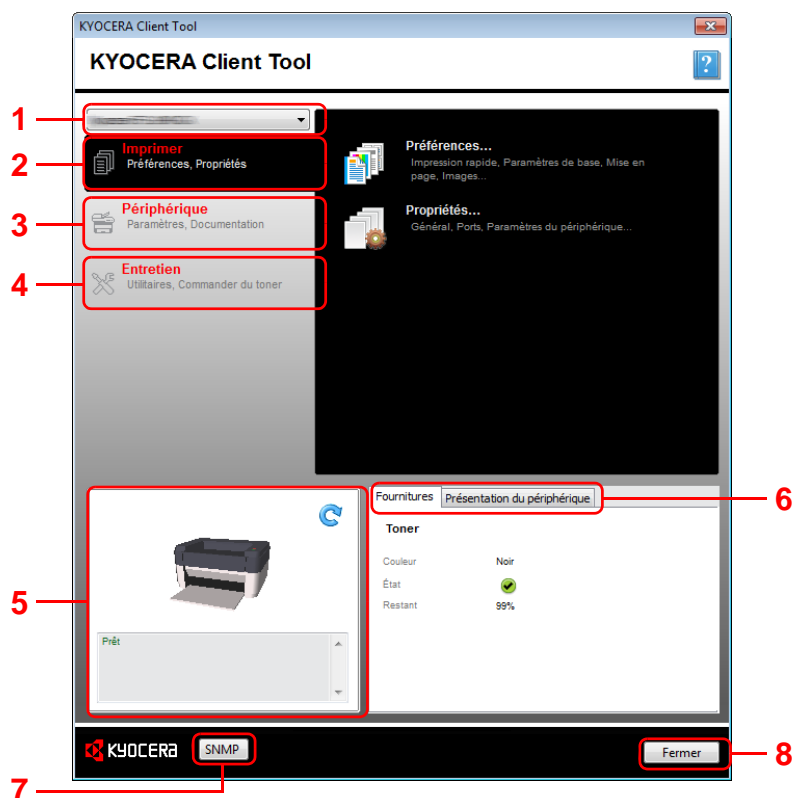 KYOCERA Client Tool
KYOCERA Client Tool
?
1
2
Imprimer
Préférences, Propriétés
3
Périphérique
Paramètres, Documentation
4
Entretien
Utilitaires, Commander du toner
Préférences...
Impression rapide, Paramètres de base, Mise en
page, Images...
Propriétés...
Général, Ports, Paramètres du périphérique...
5
Prêt
Fournitures
Présentation du périphérique
6
Toner
Couleur Noir
État
Restant 99%
KYOCERA
SNMP
7
Fermer
8